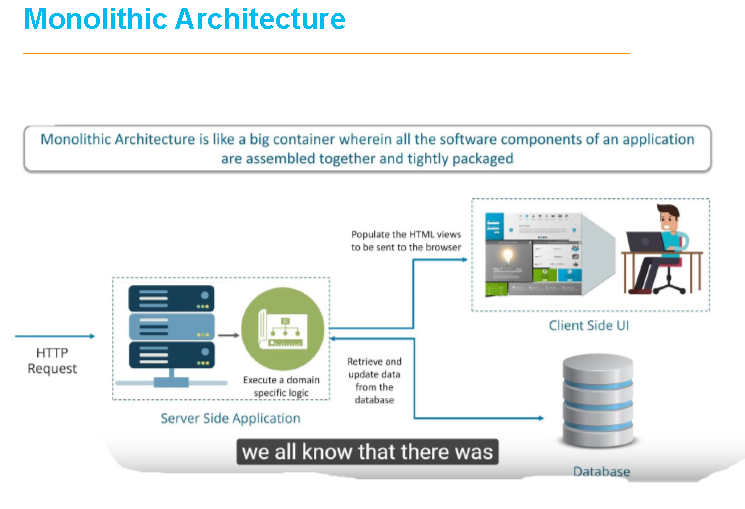 Monolithic Architecture
Monolithic Architecture is like a big container wherein all the software components of an application
are assembled together and tightly packaged
Populate the HTML views
to be sent to the browser
Client Side UI
HTTP
Request
Execute a domain
specific logic
Server Side Application
Retrieve and
update data
from the
database
we all know that there was
Database